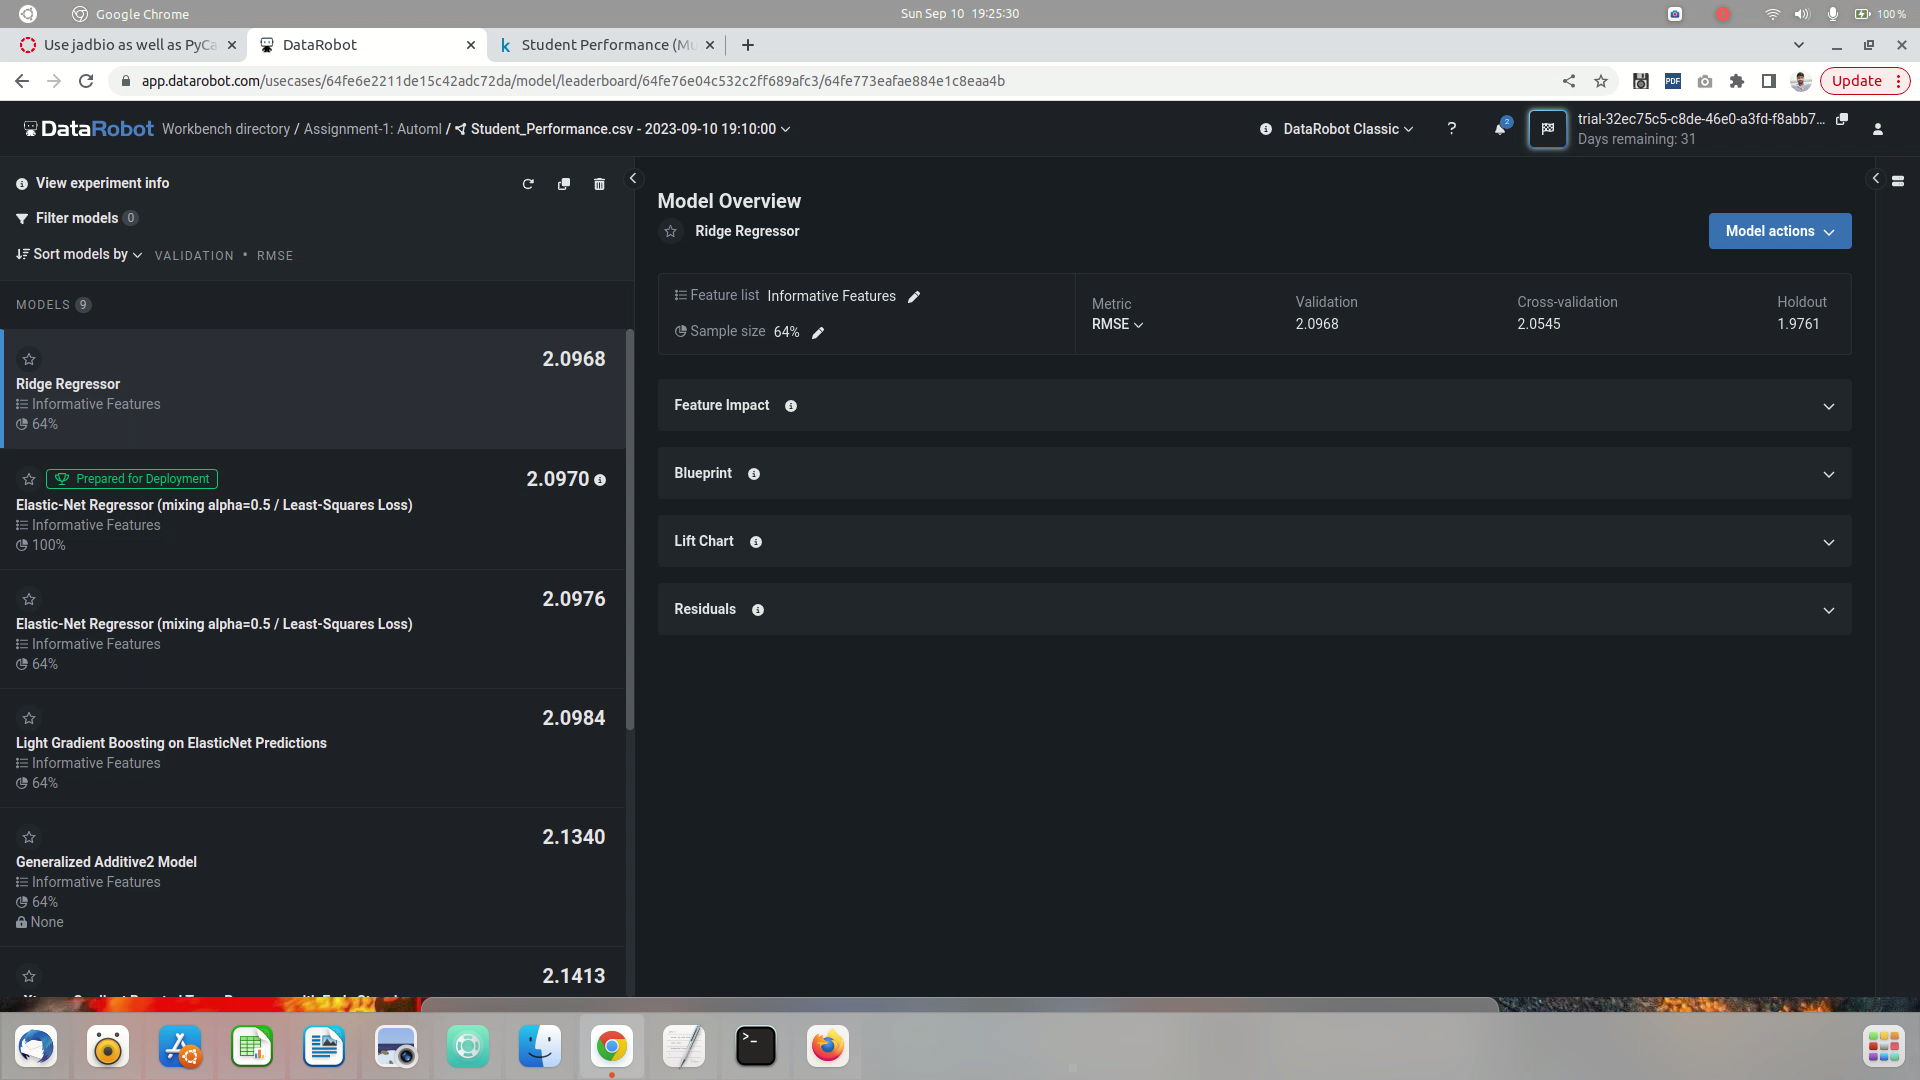 Google Chrome
Sun Sep 10 19:25:30
100 %
Use jadbio as well as PyCa
DataRobot
Student Performance (Mu
app.datarobot.com/usecases/64fe6e2211de15c42adc72da/model/leaderboard/64fe76e04c532c2ff689afc3/64fe773eafae884e1c8eaa4b
PDF
Update
DataRobot
Workbench directory / Assignment-1: Automl / Student_Performance.csv - 2023-09-10 19:10:00
DataRobot Classic
?
2
trial-32ec75c5-c8de-46e0-a3fd-f8abb7...
Days remaining: 31
View experiment info
Filter models 0
Sort models by VALIDATION • RMSE
MODELS 9
2.0968
Ridge Regressor
Informative Features
64%
Prepared for Deployment
2.0970
Elastic-Net Regressor (mixing alpha=0.5 / Least-Squares Loss)
Informative Features
100%
2.0976
Elastic-Net Regressor (mixing alpha=0.5 / Least-Squares Loss)
Informative Features
64%
2.0984
Light Gradient Boosting on ElasticNet Predictions
Informative Features
64%
2.1340
Generalized Additive2 Model
Informative Features
64%
None
2.1413
Model Overview
Ridge Regressor
Model actions
Feature list Informative Features
Sample size 64%
Metric
RMSE
Validation
2.0968
Cross-validation
2.0545
Holdout
1.9761
Feature Impact
Blueprint
Lift Chart
Residuals